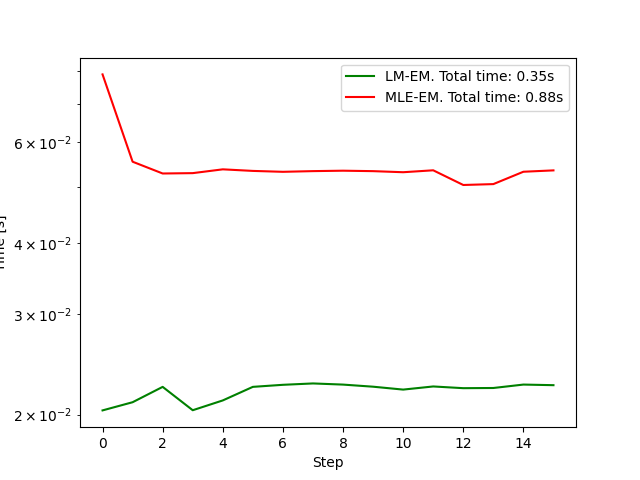 LM-EM. Total time: 0.35s
MLE-EM. Total time: 0.88s
6 × 10⁻²
4 × 10⁻²
3 × 10⁻²
2 × 10⁻²
0 2 4 6 8 10 12 14
Step